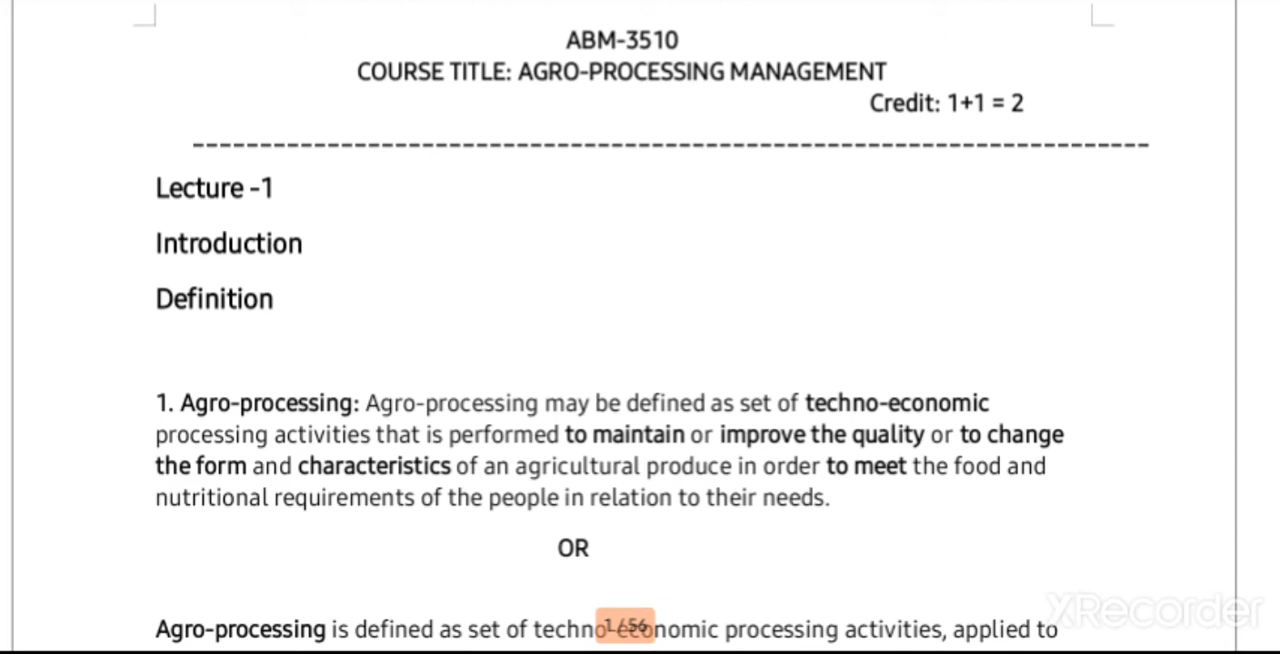 ABM-3510
COURSE TITLE: AGRO-PROCESSING MANAGEMENT
Credit: 1+1 = 2
-----------------------------------------------------------------------
Lecture -1
Introduction
Definition
1. Agro-processing: Agro-processing may be defined as set of techno-economic
processing activities that is performed to maintain or improve the quality or to change
the form and characteristics of an agricultural produce in order to meet the food and
nutritional requirements of the people in relation to their needs.
OR
Agro-processing is defined as set of techno-economic processing activities, applied to
1 / 56
XRecorder